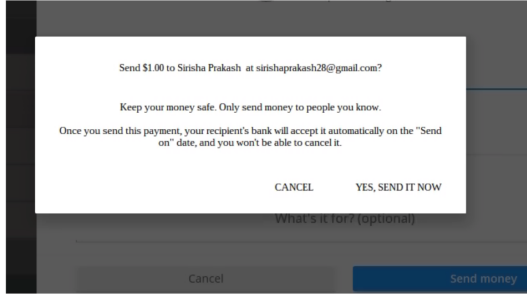 Send $1.00 to Sirisha Prakash at sirishaprakash28@gmail.com?
Keep your money safe. Only send money to people you know.
Once you send this payment, your recipient's bank will accept it automatically on the "Send
on" date, and you won't be able to cancel it.
CANCEL YES, SEND IT NOW
What's it for? (optional)
Cancel Send money